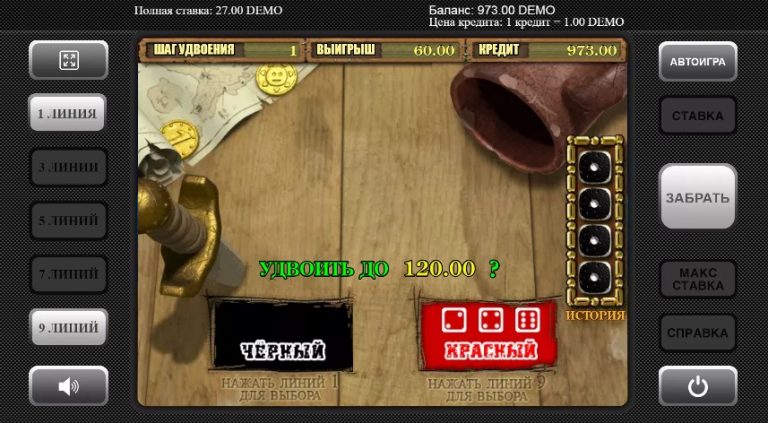 Полная ставка: 27.00 DEMO
Баланс: 973.00 DEMO
Цена кредита: 1 кредит = 1.00 DEMO
ШАГ УДВОЕНИЯ 1
ВЫИГРЫШ 60.00
КРЕДИТ 973.00
АВТОИГРА
1 ЛИНИЯ
СТАВКА
3 ЛИНИИ
ЗАБРАТЬ
5 ЛИНИЙ
УДВОИТЬ ДО 120.00 ?
7 ЛИНИЙ
МАКС
СТАВКА
ИСТОРИЯ
9 ЛИНИЙ
СПРАВКА
ЧЁРНЫЙ
КРАСНЫЙ
НАЖАТЬ ЛИНИЙ 1
ДЛЯ ВЫБОРА
НАЖАТЬ ЛИНИЙ 9
ДЛЯ ВЫБОРА